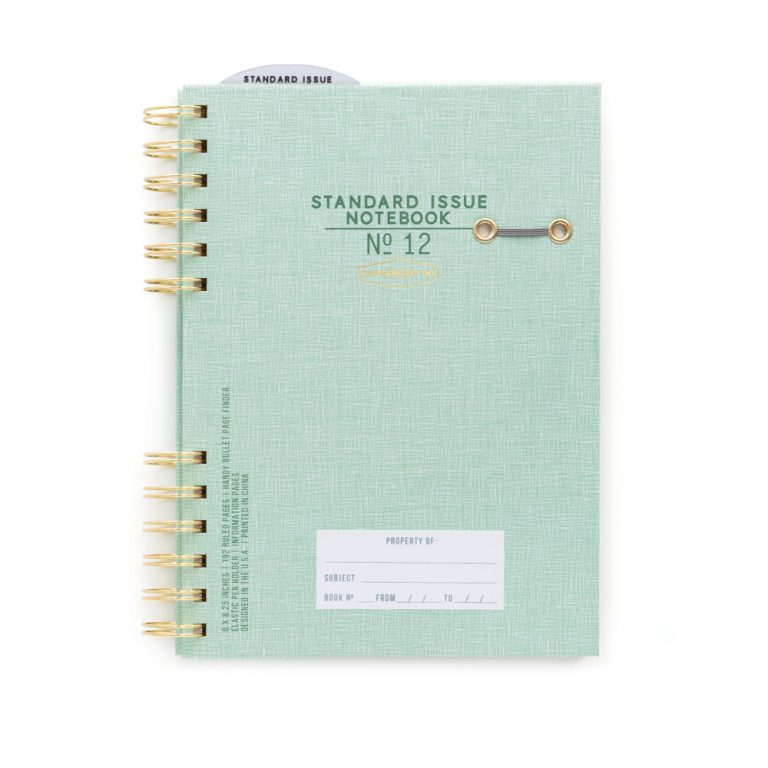 STANDARD ISSUE
STANDARD ISSUE
NOTEBOOK
Nº 12
6 X 8.25 INCHES | 192 RULED PAGES | HANDY BULLET PAGE FINDER
ELASTIC PEN HOLDER | INFORMATION PAGES
DESIGNED IN THE U.S.A. | PRINTED IN CHINA
PROPERTY OF:
SUBJECT
BOOK Nº FROM / / TO / /